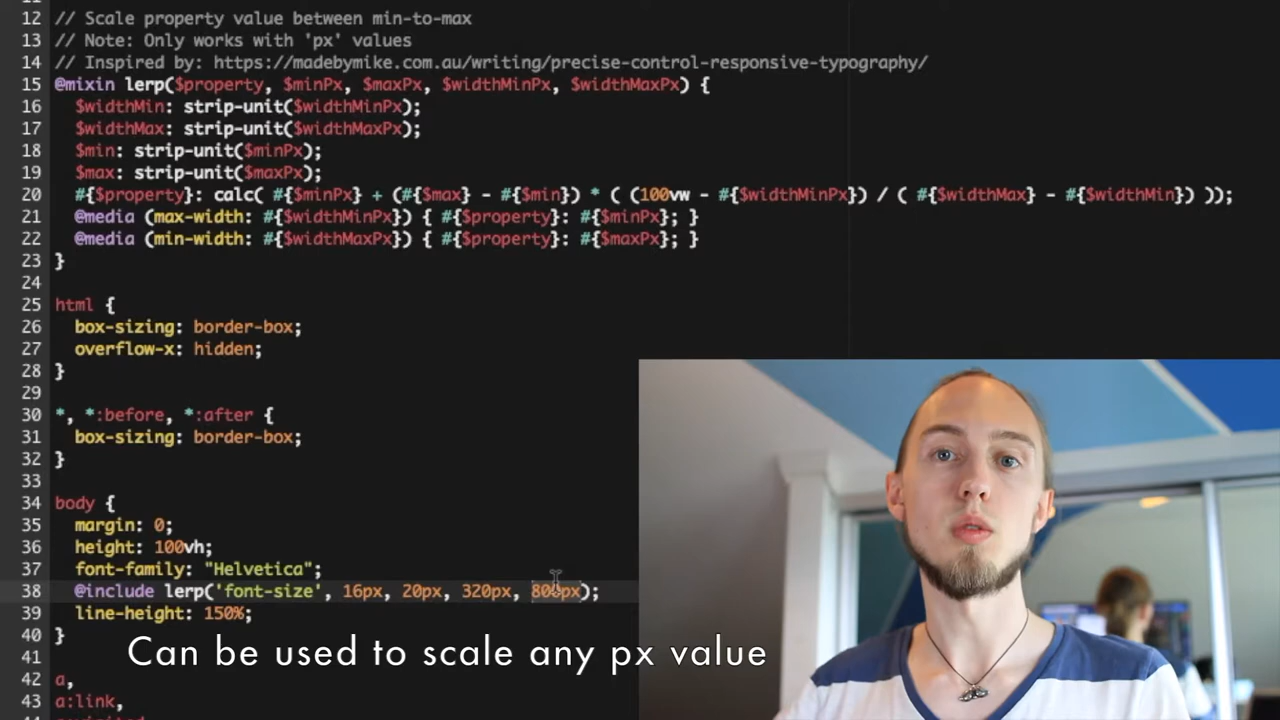 12 // Scale property value between min-to-max
13 // Note: Only works with 'px' values
14 // Inspired by: https://madebymike.com.au/writing/precise-control-responsive-typography/
15 @mixin lerp($property, $minPx, $maxPx, $widthMinPx, $widthMaxPx) {
16 $widthMin: strip-unit($widthMinPx);
17 $widthMax: strip-unit($widthMaxPx);
18 $min: strip-unit($minPx);
19 $max: strip-unit($maxPx);
20 #{$property}: calc( #{$minPx} + (#{$max} - #{$min}) * ( (100vw - #{$widthMinPx}) / ( #{$widthMax} - #{$widthMin}) ));
21 @media (max-width: #{$widthMinPx}) { #{$property}: #{$minPx}; }
22 @media (min-width: #{$widthMaxPx}) { #{$property}: #{$maxPx}; }
23 }
24
25 html {
26 box-sizing: border-box;
27 overflow-x: hidden;
28 }
29
30 *, *:before, *:after {
31 box-sizing: border-box;
32 }
33
34 body {
35 margin: 0;
36 height: 100vh;
37 font-family: "Helvetica";
38 @include lerp('font-size', 16px, 20px, 320px, 800px);
39 line-height: 150%;
40 }
Can be used to scale any px value
41
42 a,
43 a:link,